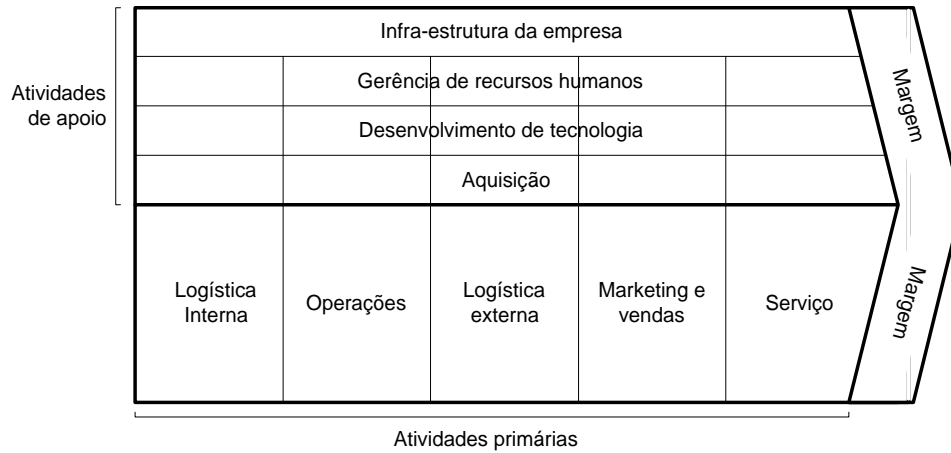 Infra-estrutura da empresa
Gerência de recursos humanos
Desenvolvimento de tecnologia
Aquisição
Atividades
de apoio
Margem
Logística
Interna
Operações
Logística
externa
Marketing e
vendas
Serviço
Margem
Atividades primárias